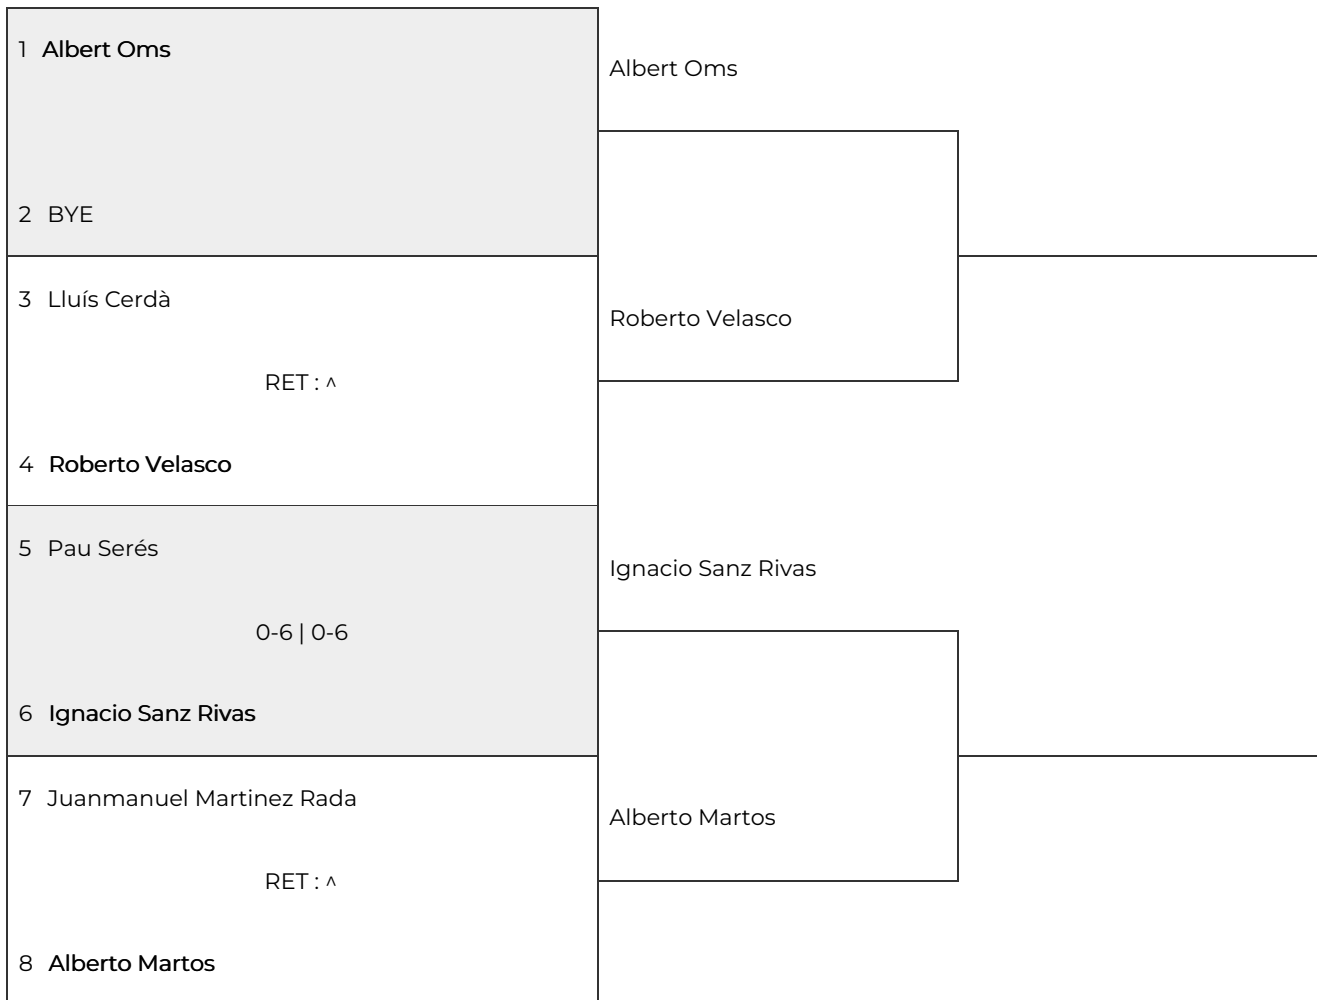 1 Albert Oms
Albert Oms
2 BYE
3 Lluís Cerdà
Roberto Velasco
RET : ^
4 Roberto Velasco
5 Pau Serés
Ignacio Sanz Rivas
0-6 | 0-6
6 Ignacio Sanz Rivas
7 Juanmanuel Martinez Rada
Alberto Martos
RET : ^
8 Alberto Martos